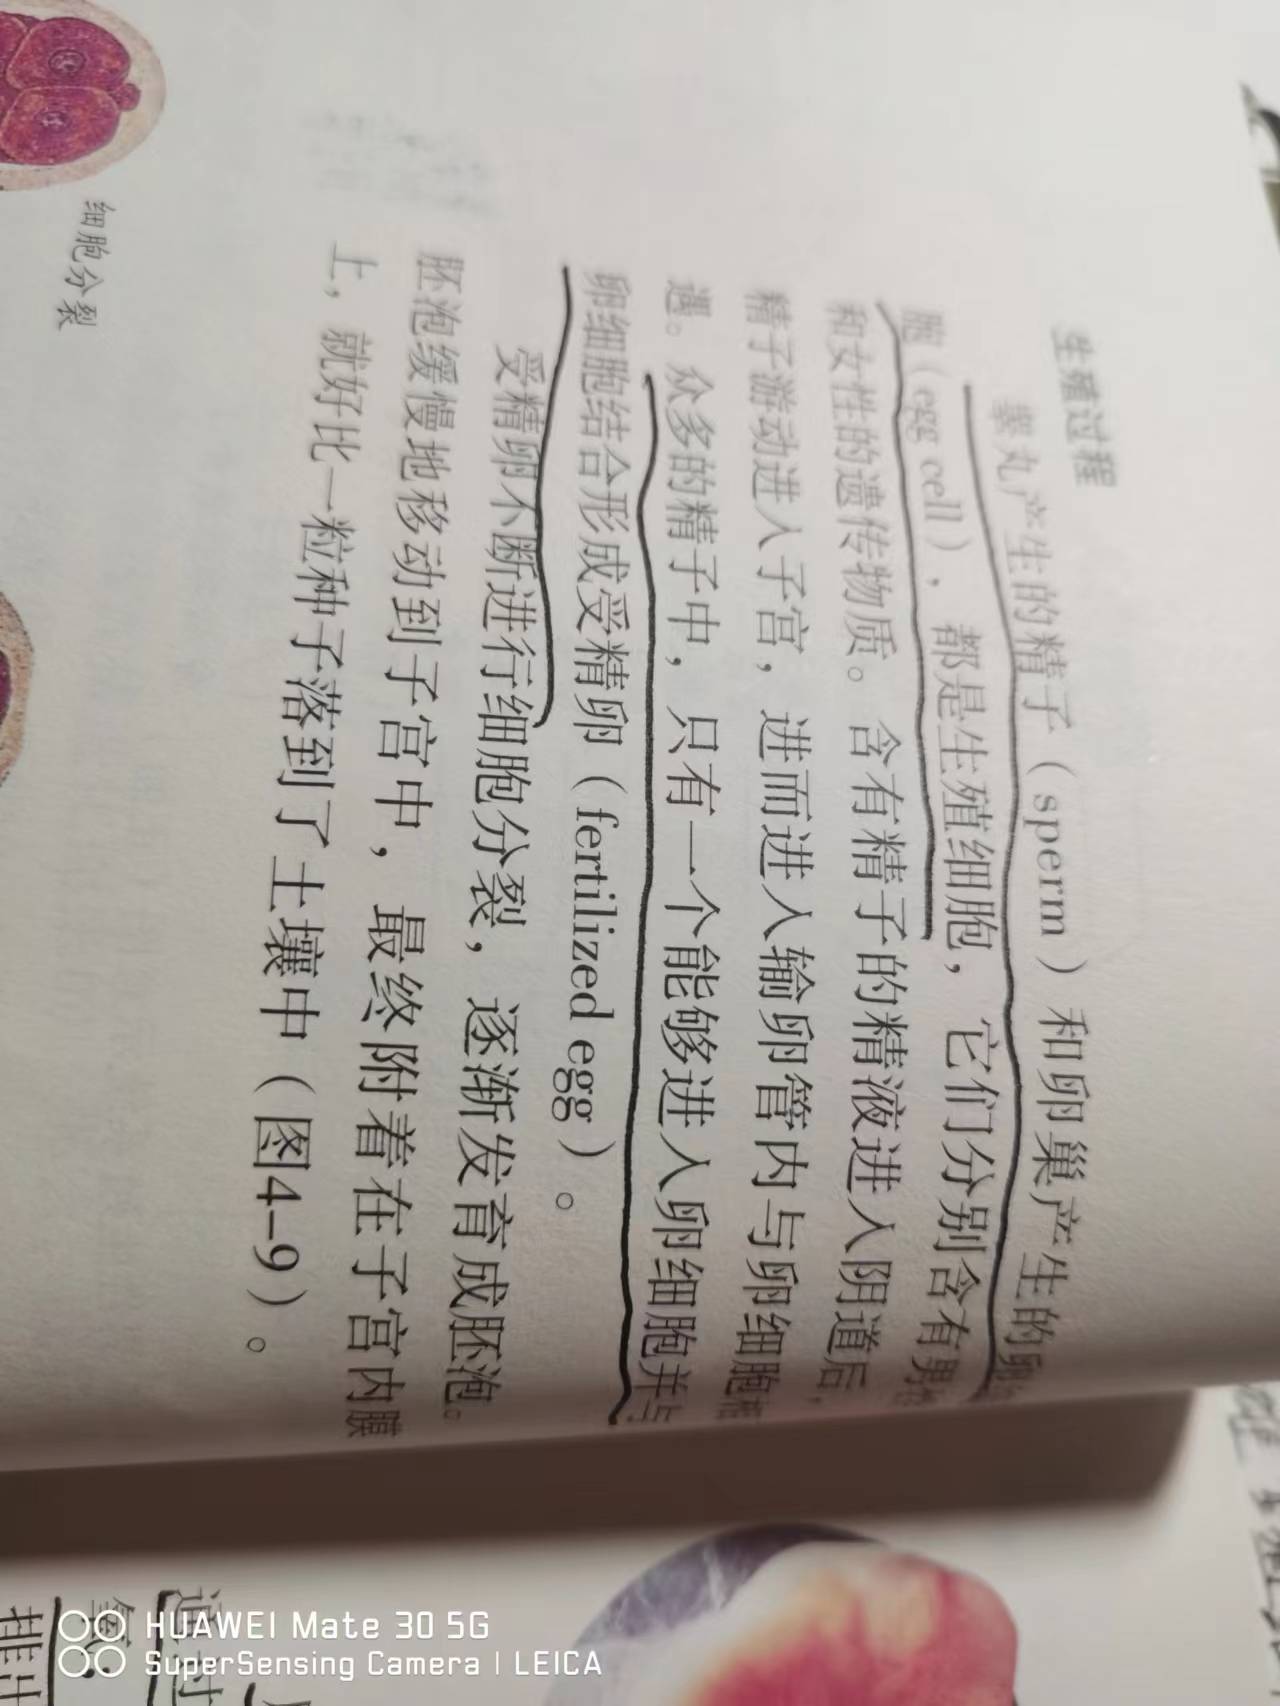 生殖过程
睾丸产生的精子（sperm）和卵巢产生的卵细
胞（egg cell），都是生殖细胞，它们分别含有男性
和女性的遗传物质。含有精子的精液进入阴道后，
精子游动进入子宫，进而进入输卵管内与卵细胞相
遇。众多的精子中，只有一个能够进入卵细胞并与
卵细胞结合形成受精卵（fertilized egg）。
受精卵不断进行细胞分裂，逐渐发育成胚泡。
胚泡缓慢地移动到子宫中，最终附着在子宫内膜
上，就好比一粒种子落到了土壤中（图4-9）。
细胞分裂
通过
氧，
排出
HUAWEI Mate 30 5G
SuperSensing Camera | LEICA